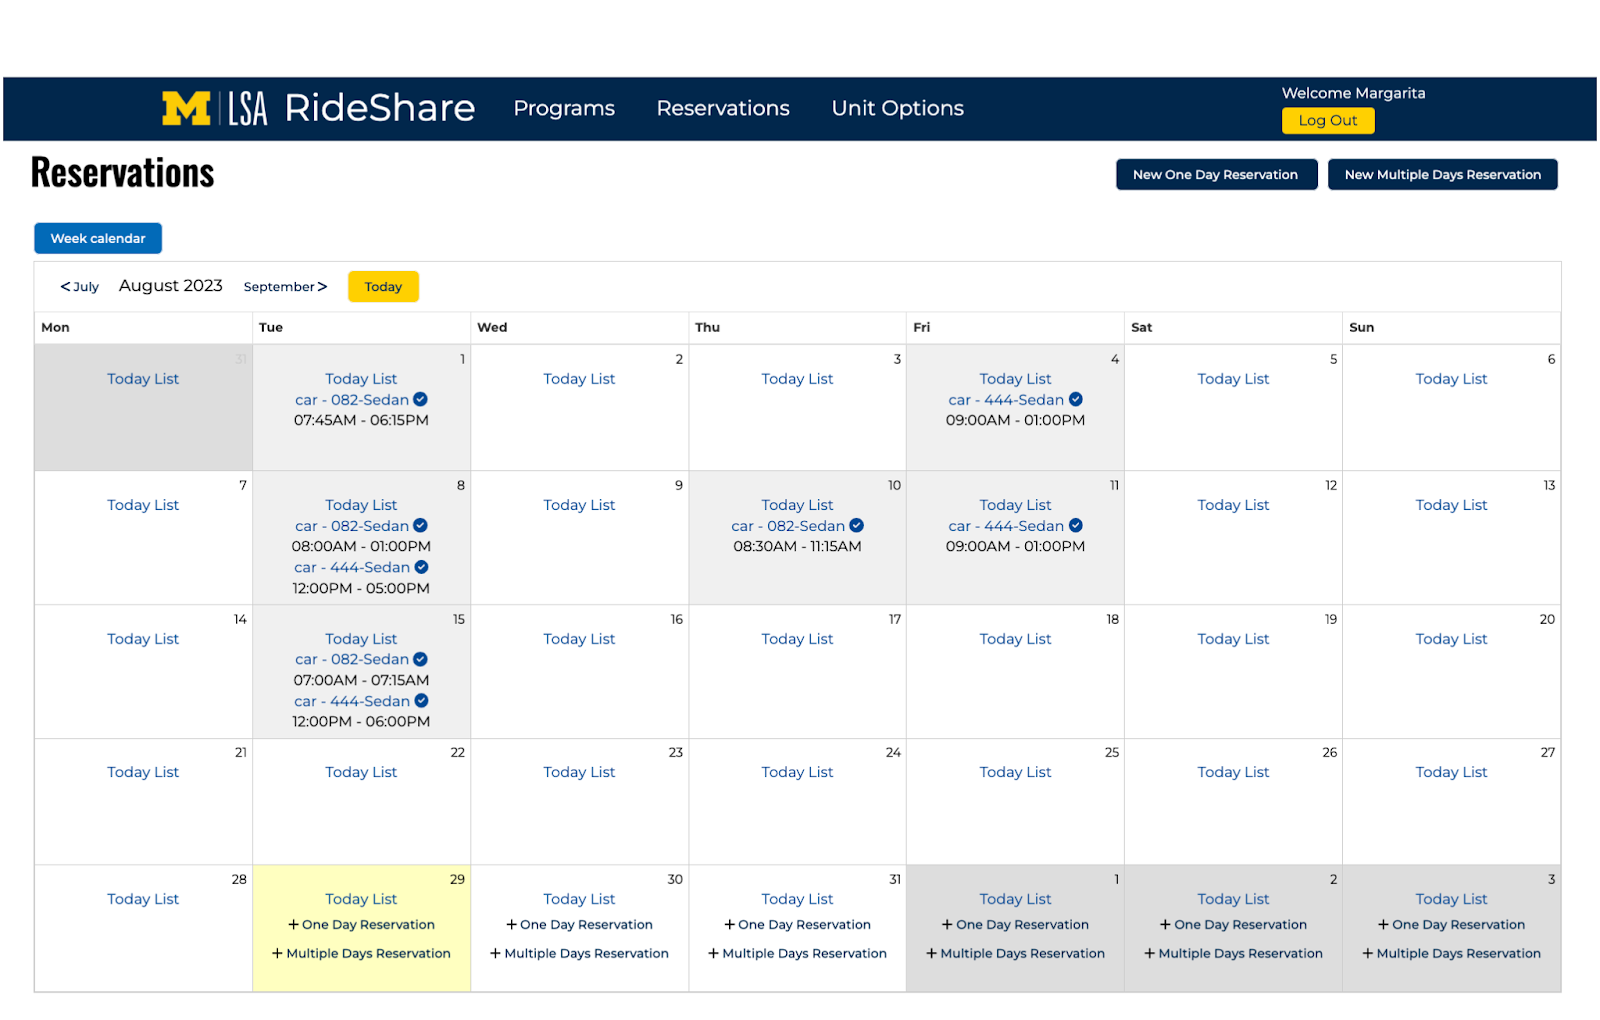 M LSA RideShare Programs Reservations Unit Options
Welcome Margarita
Log Out
Reservations
New One Day Reservation New Multiple Days Reservation
Week calendar
< July August 2023 September > Today
Mon Tue Wed Thu Fri Sat Sun
31
Today List
1
Today List
car - 082-Sedan
07:45AM - 06:15PM
2
Today List
3
Today List
4
Today List
car - 444-Sedan
09:00AM - 01:00PM
5
Today List
6
Today List
7
Today List
8
Today List
car - 082-Sedan
08:00AM - 01:00PM
car - 444-Sedan
12:00PM - 05:00PM
9
Today List
10
Today List
car - 082-Sedan
08:30AM - 11:15AM
11
Today List
car - 444-Sedan
09:00AM - 01:00PM
12
Today List
13
Today List
14
Today List
15
Today List
car - 082-Sedan
07:00AM - 07:15AM
car - 444-Sedan
12:00PM - 06:00PM
16
Today List
17
Today List
18
Today List
19
Today List
20
Today List
21
Today List
22
Today List
23
Today List
24
Today List
25
Today List
26
Today List
27
Today List
28
Today List
29
Today List
+ One Day Reservation
+ Multiple Days Reservation
30
Today List
+ One Day Reservation
+ Multiple Days Reservation
31
Today List
+ One Day Reservation
+ Multiple Days Reservation
1
Today List
+ One Day Reservation
+ Multiple Days Reservation
2
Today List
+ One Day Reservation
+ Multiple Days Reservation
3
Today List
+ One Day Reservation
+ Multiple Days Reservation